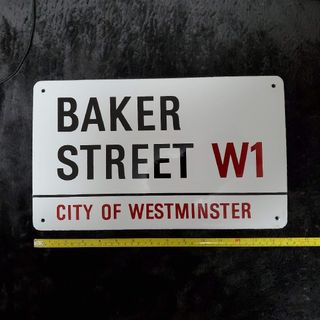 BAKER
STREET W1
CITY OF WESTMINSTER